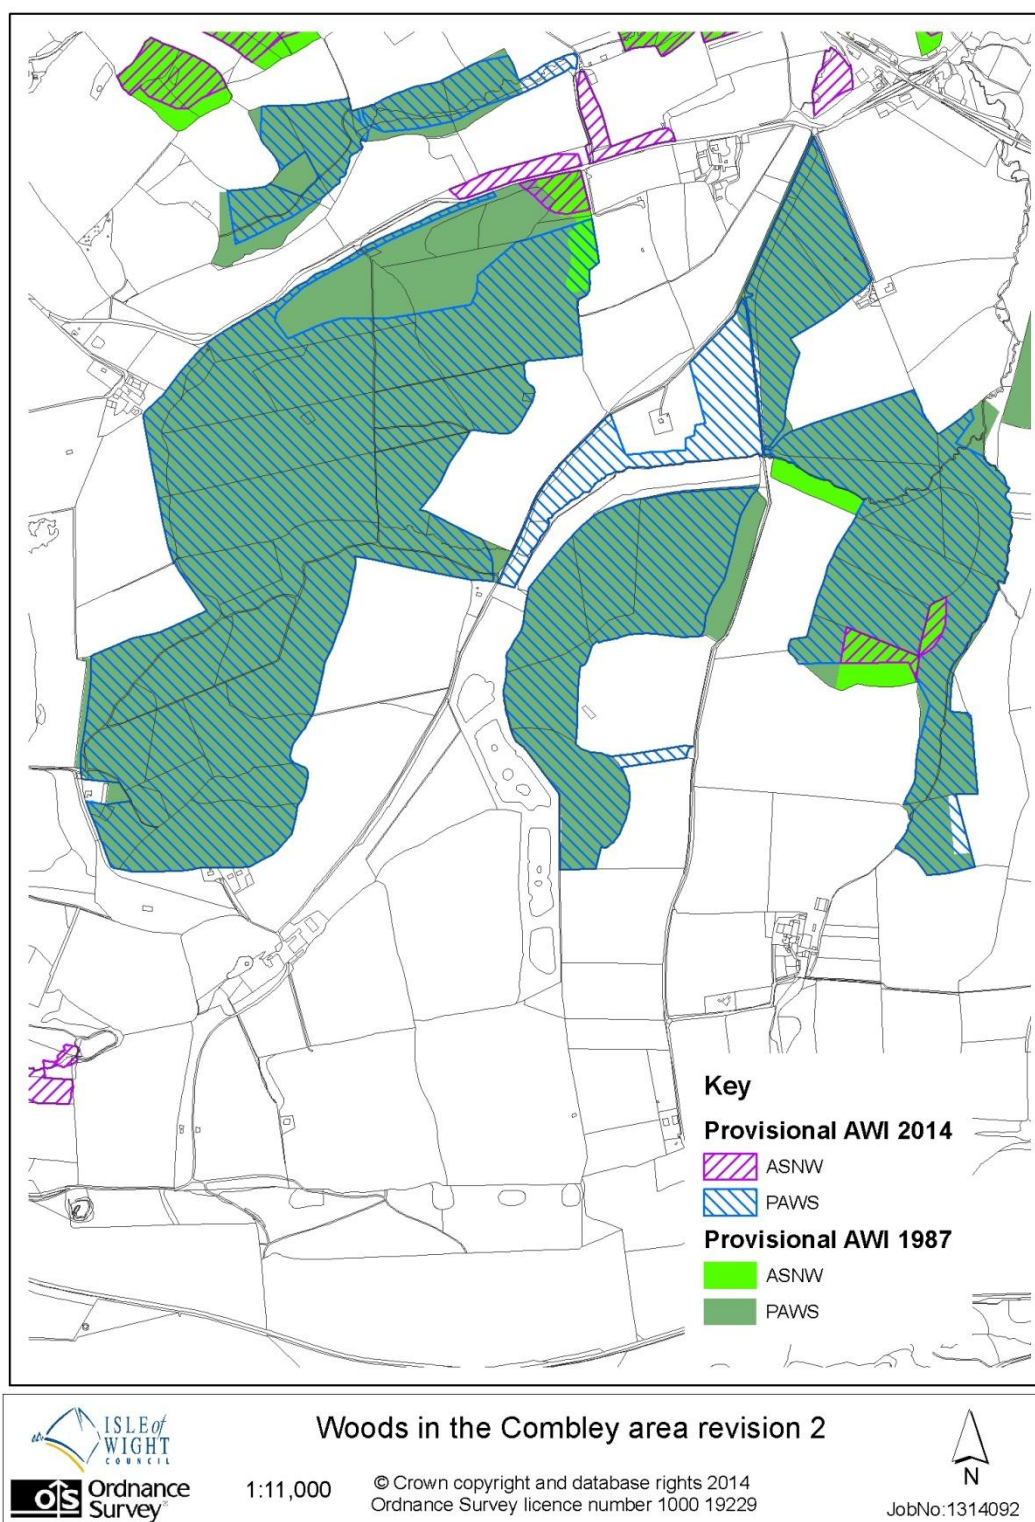 Key
Provisional AWI 2014
ASNW
PAWS
Provisional AWI 1987
ASNW
PAWS
ISLE of
WIGHT
COUNCIL
Woods in the Combley area revision 2
OS Ordnance
Survey®
1:11,000
© Crown copyright and database rights 2014
Ordnance Survey licence number 1000 19229
N
JobNo:1314092